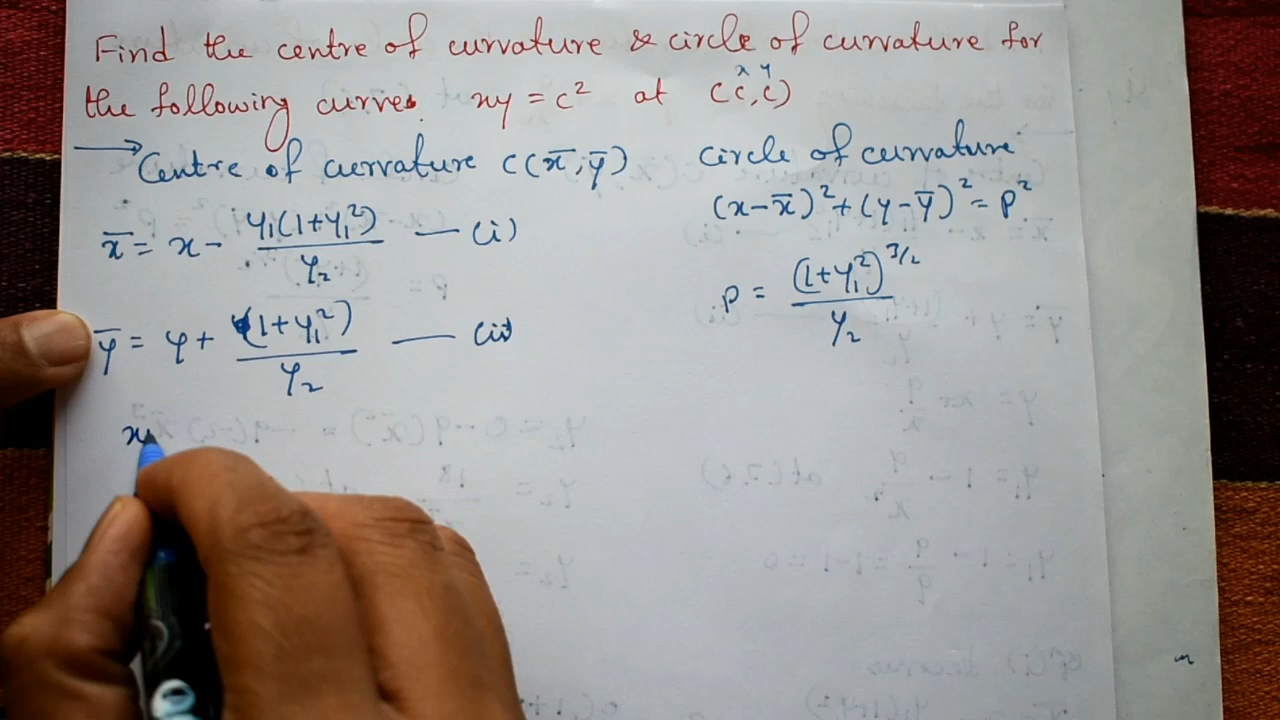 Find the centre of curvature & circle of curvature for
the following curves. xy = c² at (c, c)
x y
→ Centre of curvature C(x̄, ȳ)
x̄ = x - y₁(1+y₁²)/y₂ — (i)
ȳ = y + (1+y₁²)/y₂ — (ii)
x
Circle of curvature
(x-x̄)² + (y-ȳ)² = ρ²
ρ = (1+y₁²)^3/2 / y₂